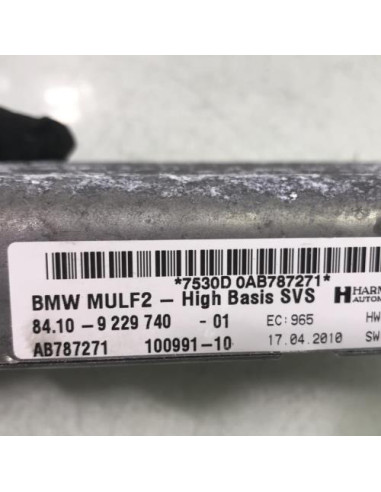 *7530D 0AB787271*
BMW MULF2 – High Basis SVS
84.10 – 9 229 740 - 01 EC: 965 HW
AB787271 100991-10 17.04.2010 SW